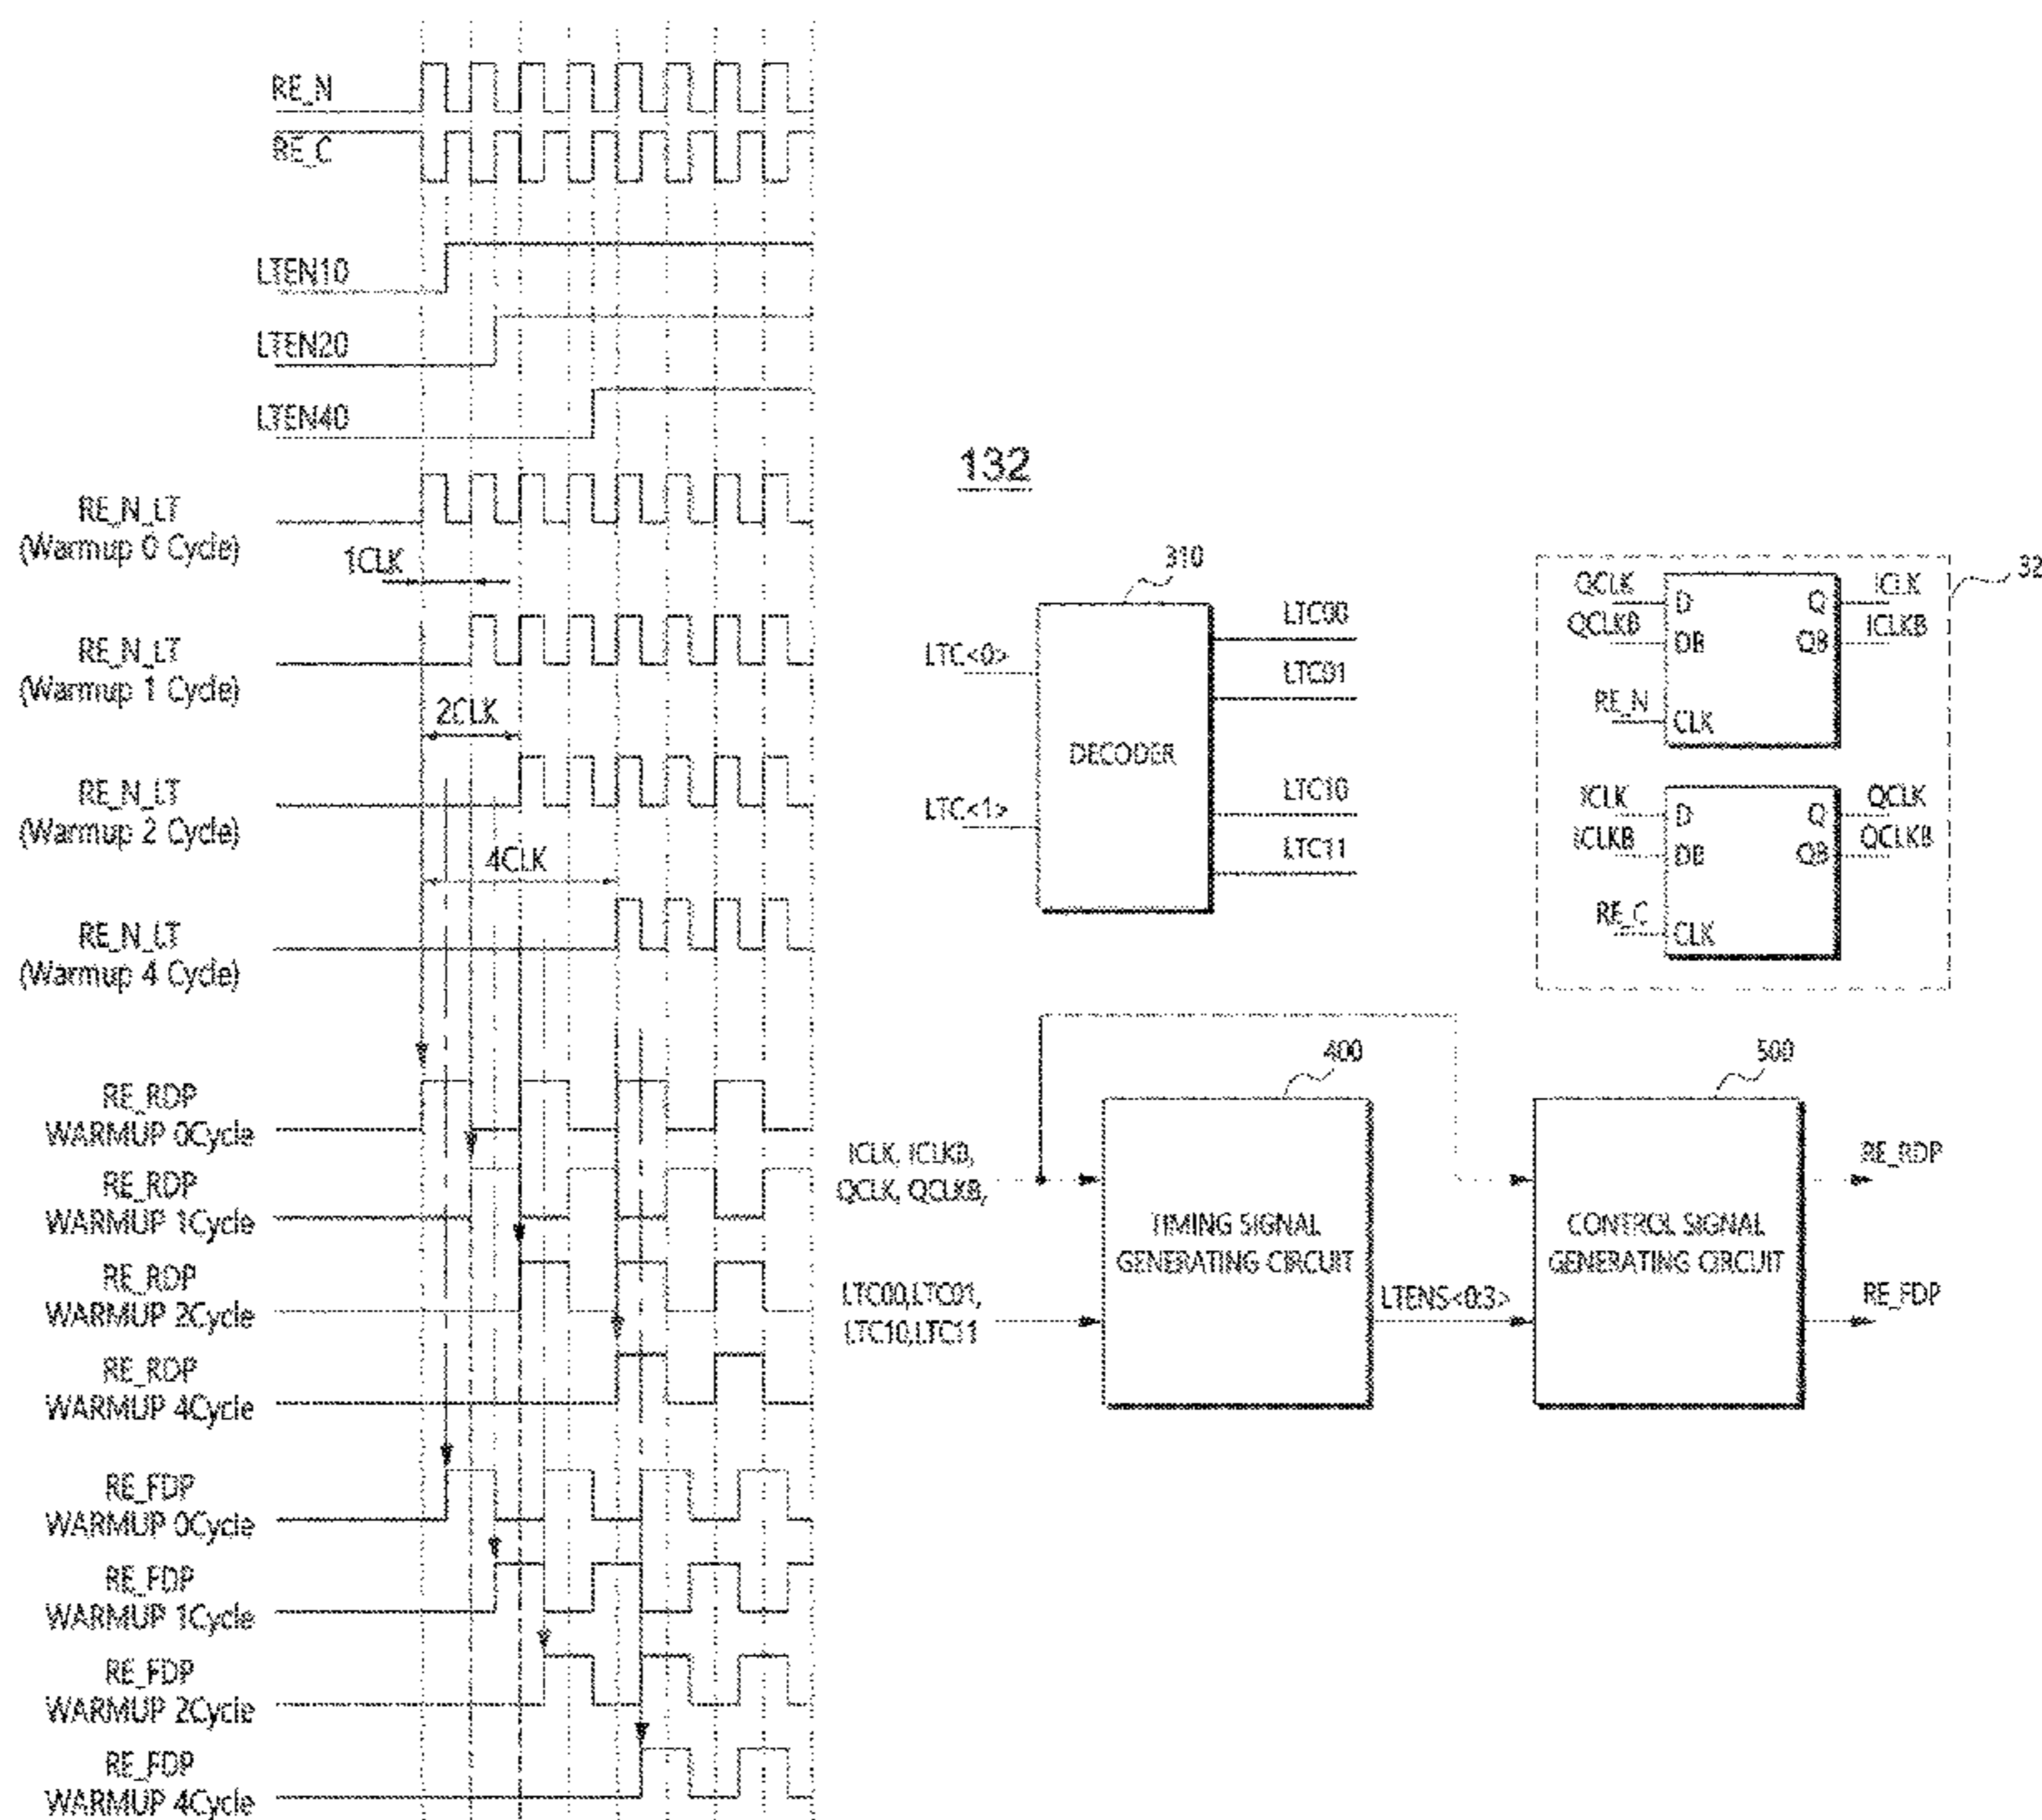 RE_N
RE_C
LTEN10
LTEN20
LTEN40
RE_N_LT
(Warmup 0 Cycle)
1CLK
RE_N_LT
(Warmup 1 Cycle)
2CLK
RE_N_LT
(Warmup 2 Cycle)
4CLK
RE_N_LT
(Warmup 4 Cycle)
RE_RDP
WARMUP 0Cycle
RE_RDP
WARMUP 1Cycle
RE_RDP
WARMUP 2Cycle
RE_RDP
WARMUP 4Cycle
RE_FDP
WARMUP 0Cycle
RE_FDP
WARMUP 1Cycle
RE_FDP
WARMUP 2Cycle
RE_FDP
WARMUP 4Cycle
132
310
LTC<0>
LTC<1>
DECODER
LTC00
LTC01
LTC10
LTC11
32
QCLK
QCLKB
RE_N
D
DB
CLK
Q
QB
ICLK
ICLKB
ICLK
ICLKB
RE_C
D
DB
CLK
Q
QB
QCLK
QCLKB
400
ICLK, ICLKB,
QCLK, QCLKB,
LTC00,LTC01,
LTC10,LTC11
TIMING SIGNAL
GENERATING CIRCUIT
LTENS<0:3>
500
CONTROL SIGNAL
GENERATING CIRCUIT
RE_RDP
RE_FDP